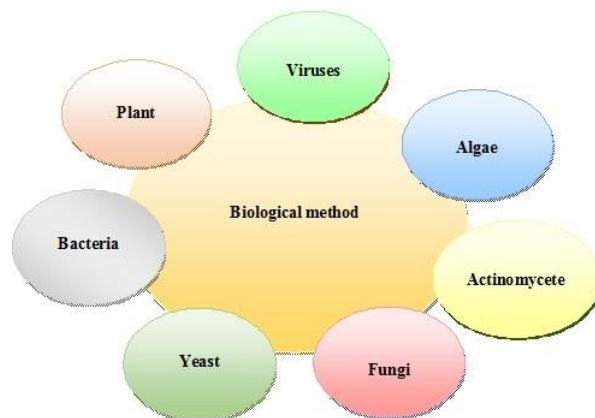 Viruses
Plant
Algae
Biological method
Bacteria
Actinomycete
Yeast
Fungi